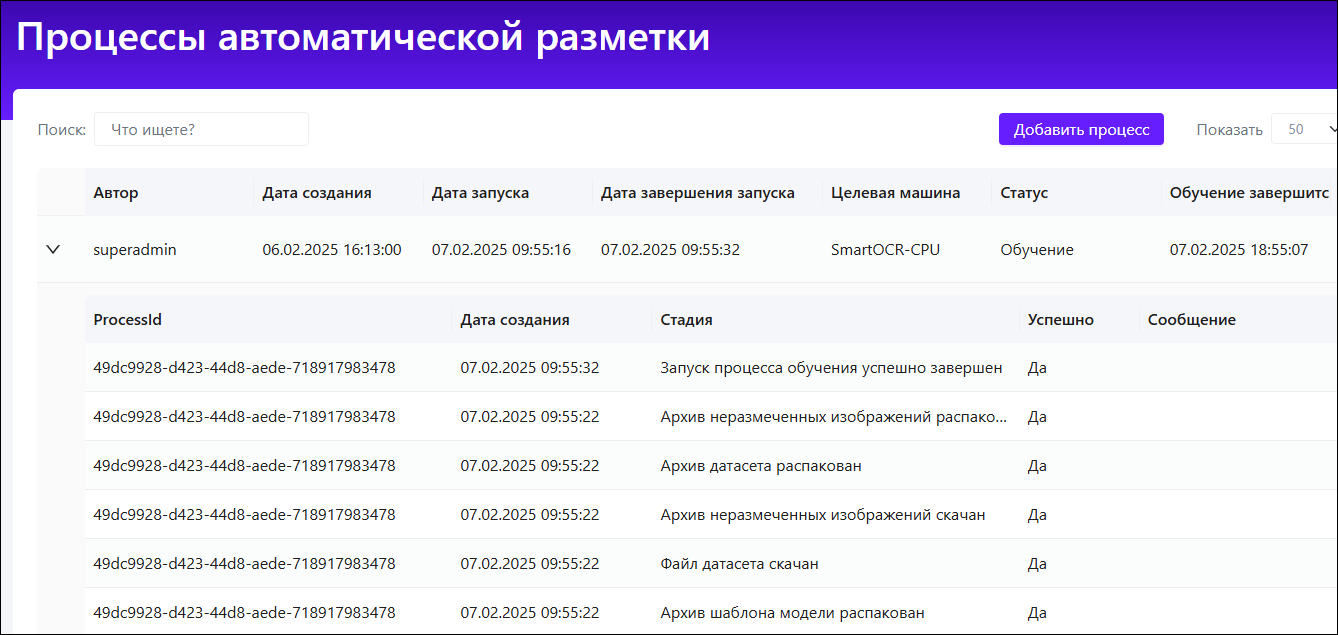 Процессы автоматической разметки
Поиск: Что ищете? Добавить процесс Показать 50
Автор Дата создания Дата запуска Дата завершения запуска Целевая машина Статус Обучение завершитс
superadmin 06.02.2025 16:13:00 07.02.2025 09:55:16 07.02.2025 09:55:32 SmartOCR-CPU Обучение 07.02.2025 18:55:07
ProcessId Дата создания Стадия Успешно Сообщение
49dc9928-d423-44d8-aede-718917983478 07.02.2025 09:55:32 Запуск процесса обучения успешно завершен Да
49dc9928-d423-44d8-aede-718917983478 07.02.2025 09:55:22 Архив неразмеченных изображений распако... Да
49dc9928-d423-44d8-aede-718917983478 07.02.2025 09:55:22 Архив датасета распакован Да
49dc9928-d423-44d8-aede-718917983478 07.02.2025 09:55:22 Архив неразмеченных изображений скачан Да
49dc9928-d423-44d8-aede-718917983478 07.02.2025 09:55:22 Файл датасета скачан Да
49dc9928-d423-44d8-aede-718917983478 07.02.2025 09:55:22 Архив шаблона модели распакован Да